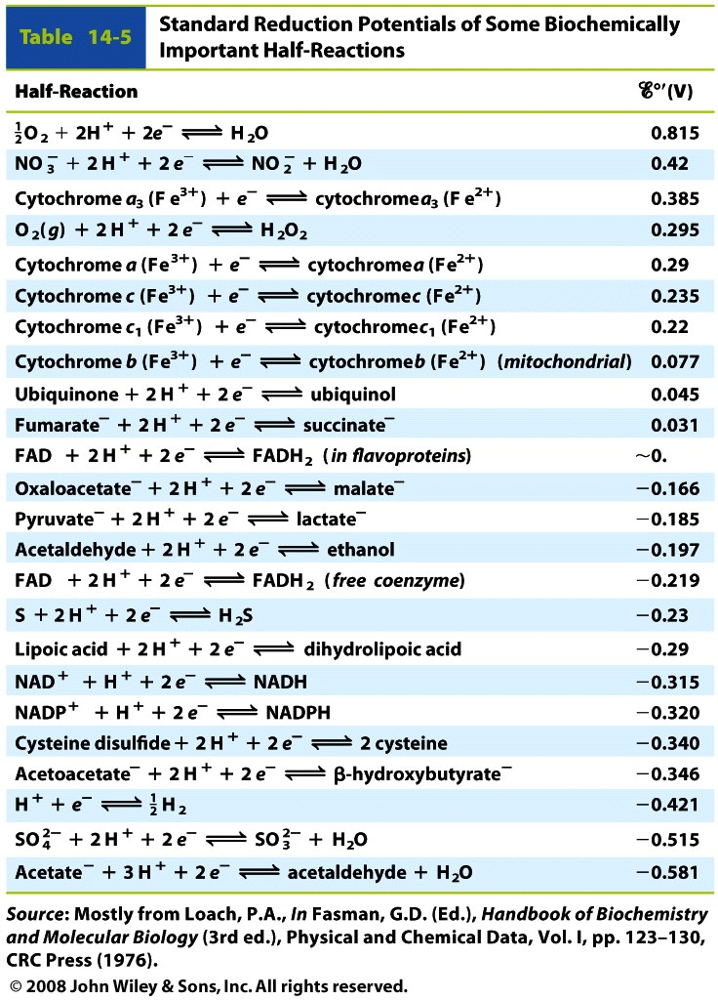 Table 14-5
Standard Reduction Potentials of Some Biochemically
Important Half-Reactions
Half-Reaction ℰ°′(V)
½O₂ + 2H⁺ + 2e⁻ ⇌ H₂O 0.815
NO₃⁻ + 2H⁺ + 2e⁻ ⇌ NO₂⁻ + H₂O 0.42
Cytochrome a₃ (Fe³⁺) + e⁻ ⇌ cytochrome a₃ (Fe²⁺) 0.385
O₂(g) + 2H⁺ + 2e⁻ ⇌ H₂O₂ 0.295
Cytochrome a (Fe³⁺) + e⁻ ⇌ cytochrome a (Fe²⁺) 0.29
Cytochrome c (Fe³⁺) + e⁻ ⇌ cytochrome c (Fe²⁺) 0.235
Cytochrome c₁ (Fe³⁺) + e⁻ ⇌ cytochrome c₁ (Fe²⁺) 0.22
Cytochrome b (Fe³⁺) + e⁻ ⇌ cytochrome b (Fe²⁺) (mitochondrial) 0.077
Ubiquinone + 2H⁺ + 2e⁻ ⇌ ubiquinol 0.045
Fumarate⁻ + 2H⁺ + 2e⁻ ⇌ succinate⁻ 0.031
FAD + 2H⁺ + 2e⁻ ⇌ FADH₂ (in flavoproteins) ~0.
Oxaloacetate⁻ + 2H⁺ + 2e⁻ ⇌ malate⁻ −0.166
Pyruvate⁻ + 2H⁺ + 2e⁻ ⇌ lactate⁻ −0.185
Acetaldehyde + 2H⁺ + 2e⁻ ⇌ ethanol −0.197
FAD + 2H⁺ + 2e⁻ ⇌ FADH₂ (free coenzyme) −0.219
S + 2H⁺ + 2e⁻ ⇌ H₂S −0.23
Lipoic acid + 2H⁺ + 2e⁻ ⇌ dihydrolipoic acid −0.29
NAD⁺ + H⁺ + 2e⁻ ⇌ NADH −0.315
NADP⁺ + H⁺ + 2e⁻ ⇌ NADPH −0.320
Cysteine disulfide + 2H⁺ + 2e⁻ ⇌ 2 cysteine −0.340
Acetoacetate⁻ + 2H⁺ + 2e⁻ ⇌ β-hydroxybutyrate⁻ −0.346
H⁺ + e⁻ ⇌ ½H₂ −0.421
SO₄²⁻ + 2H⁺ + 2e⁻ ⇌ SO₃²⁻ + H₂O −0.515
Acetate⁻ + 3H⁺ + 2e⁻ ⇌ acetaldehyde + H₂O −0.581
Source: Mostly from Loach, P.A., In Fasman, G.D. (Ed.), Handbook of Biochemistry
and Molecular Biology (3rd ed.), Physical and Chemical Data, Vol. I, pp. 123–130,
CRC Press (1976).
© 2008 John Wiley & Sons, Inc. All rights reserved.